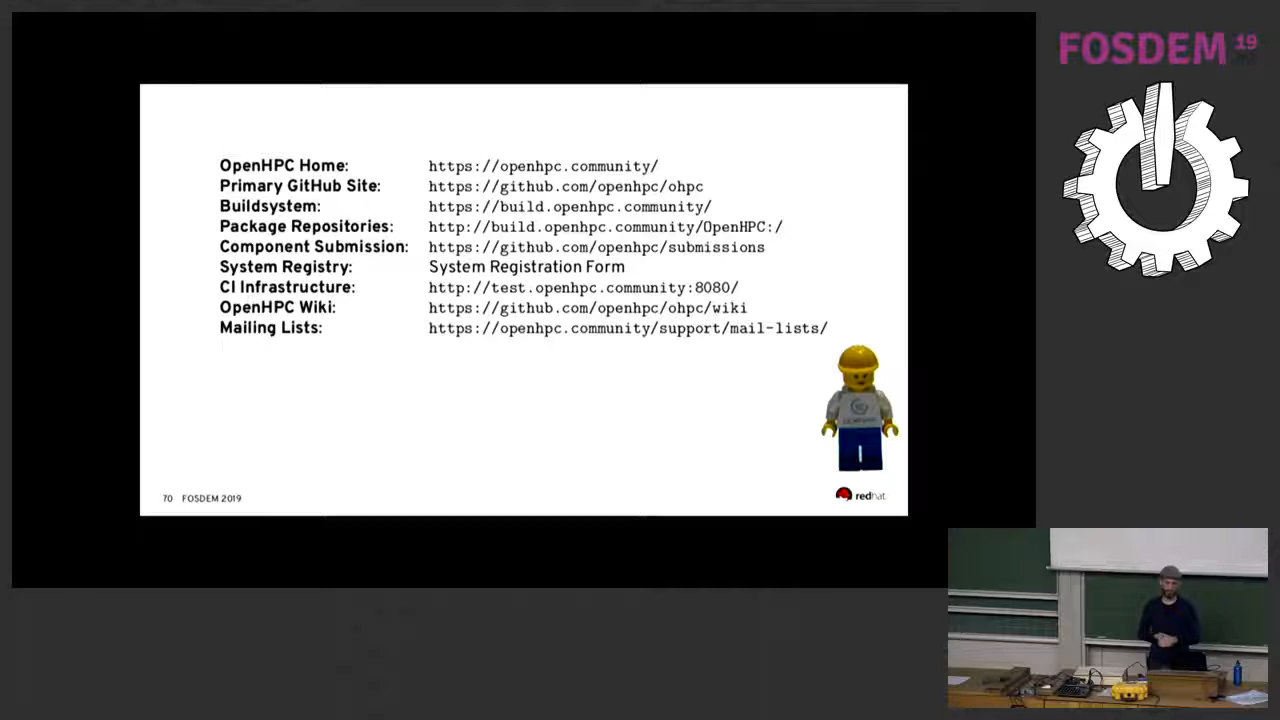 FOSDEM 19
OpenHPC Home: https://openhpc.community/
Primary GitHub Site: https://github.com/openhpc/ohpc
Buildsystem: https://build.openhpc.community/
Package Repositories: http://build.openhpc.community/OpenHPC:/
Component Submission: https://github.com/openhpc/submissions
System Registry: System Registration Form
CI Infrastructure: http://test.openhpc.community:8080/
OpenHPC Wiki: https://github.com/openhpc/ohpc/wiki
Mailing Lists: https://openhpc.community/support/mail-lists/
70 FOSDEM 2019
redhat